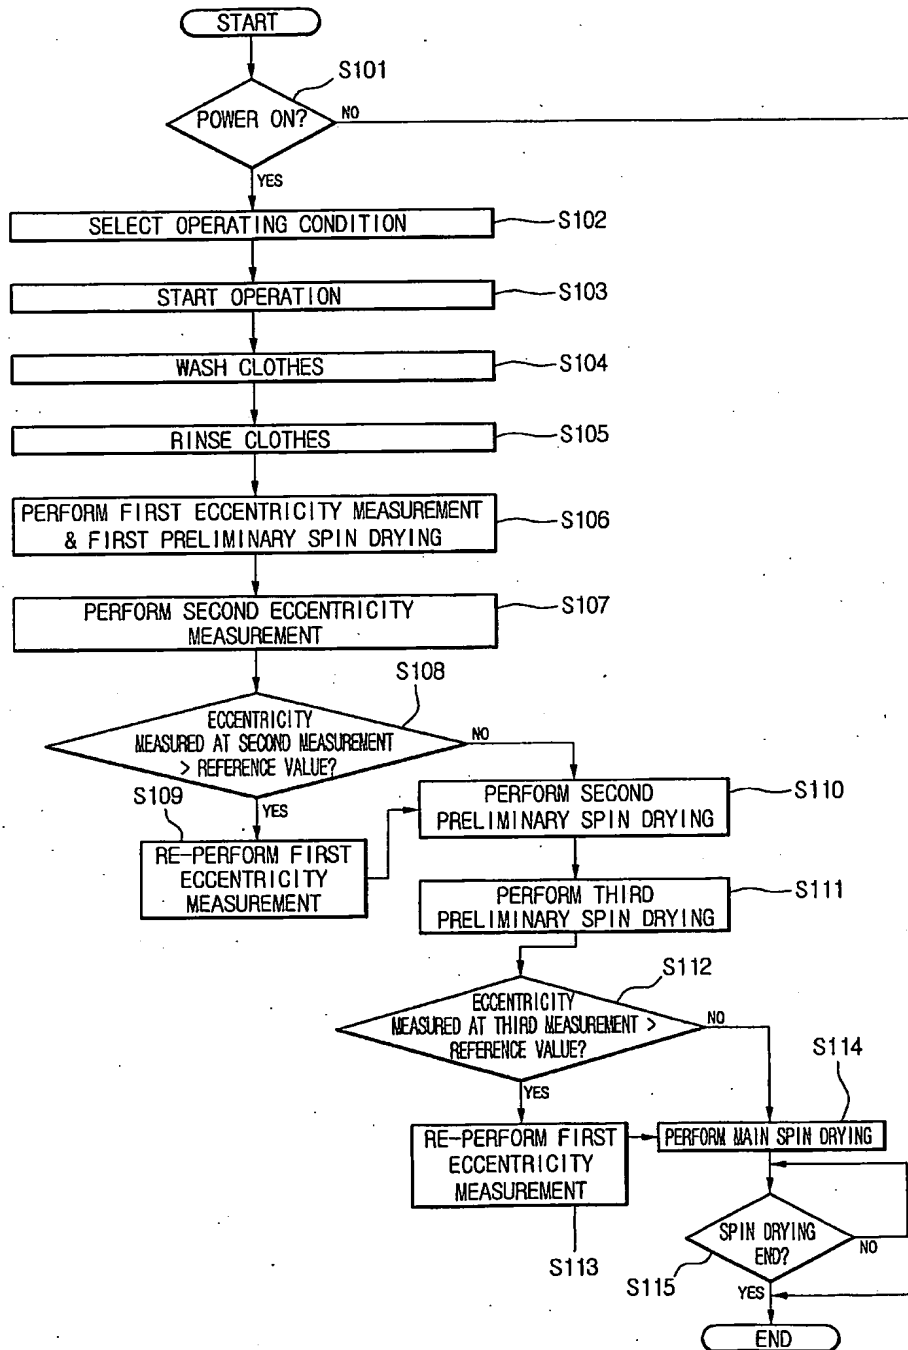 START
S101
POWER ON?
NO
YES
SELECT OPERATING CONDITION
S102
START OPERATION
S103
WASH CLOTHES
S104
RINSE CLOTHES
S105
PERFORM FIRST ECCENTRICITY MEASUREMENT
& FIRST PRELIMINARY SPIN DRYING
S106
PERFORM SECOND ECCENTRICITY
MEASUREMENT
S107
S108
ECCENTRICITY
MEASURED AT SECOND MEASUREMENT
> REFERENCE VALUE?
NO
YES
S109
RE-PERFORM FIRST
ECCENTRICITY
MEASUREMENT
PERFORM SECOND
PRELIMINARY SPIN DRYING
S110
PERFORM THIRD
PRELIMINARY SPIN DRYING
S111
S112
ECCENTRICITY
MEASURED AT THIRD MEASUREMENT >
REFERENCE VALUE?
NO
YES
RE-PERFORM FIRST
ECCENTRICITY
MEASUREMENT
S113
S114
PERFORM MAIN SPIN DRYING
SPIN DRYING
END?
NO
S115
YES
END